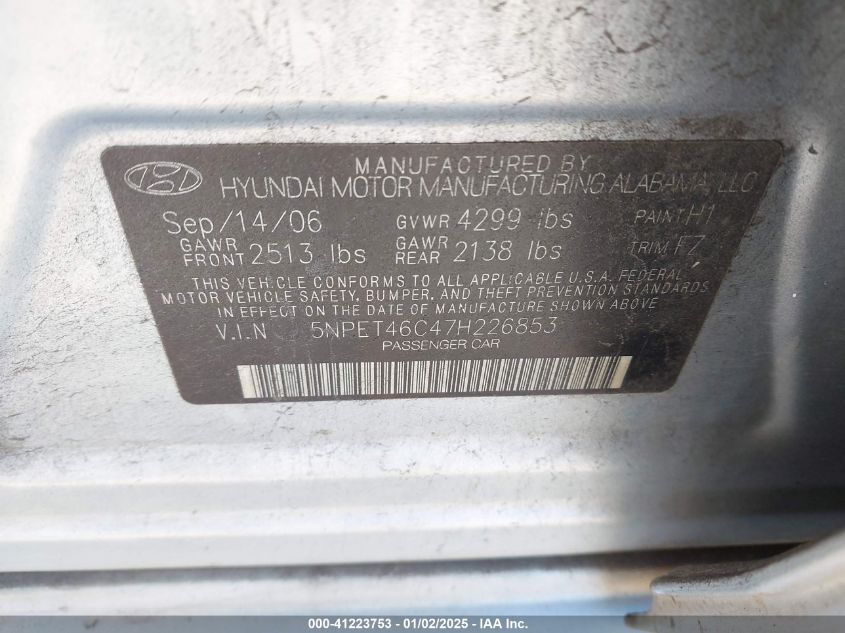 MANUFACTURED BY
HYUNDAI MOTOR MANUFACTURING ALABAMA, LLC
Sep/14/06 GVWR 4299 lbs PAINT H1
GAWR FRONT 2513 lbs GAWR REAR 2138 lbs TRIM FZ
THIS VEHICLE CONFORMS TO ALL APPLICABLE U.S.A. FEDERAL
MOTOR VEHICLE SAFETY, BUMPER, AND THEFT PREVENTION STANDARDS
IN EFFECT ON THE DATE OF MANUFACTURE SHOWN ABOVE
V.I.N 5NPET46C47H226853
PASSENGER CAR
000-41223753 - 01/02/2025 - IAA Inc.